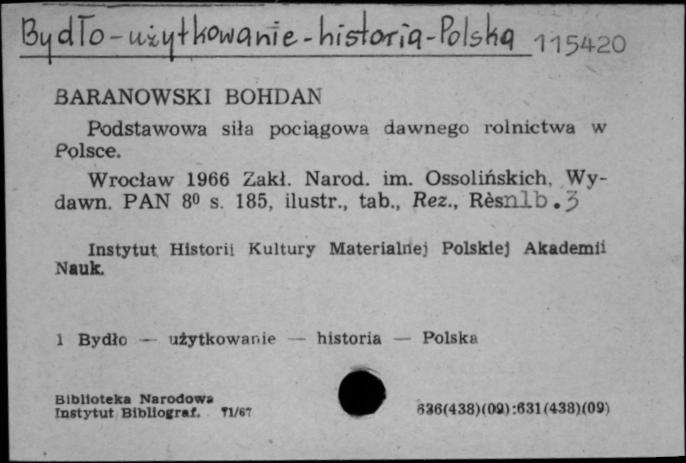 Bydło-użytkowanie-historia-Polska 115420
BARANOWSKI BOHDAN
Podstawowa siła pociągowa dawnego rolnictwa w
Polsce.
Wrocław 1966 Zakł. Narod. im. Ossolińskich, Wy-
dawn. PAN 8⁰ s. 185, ilustr., tab., Rez., Rèsnlb.3
Instytut Historii Kultury Materialnej Polskiej Akademii
Nauk.
1 Bydło — użytkowanie — historia — Polska
Biblioteka Narodowa
Instytut Bibliograf. 71/67
636(438)(09):631(438)(09)